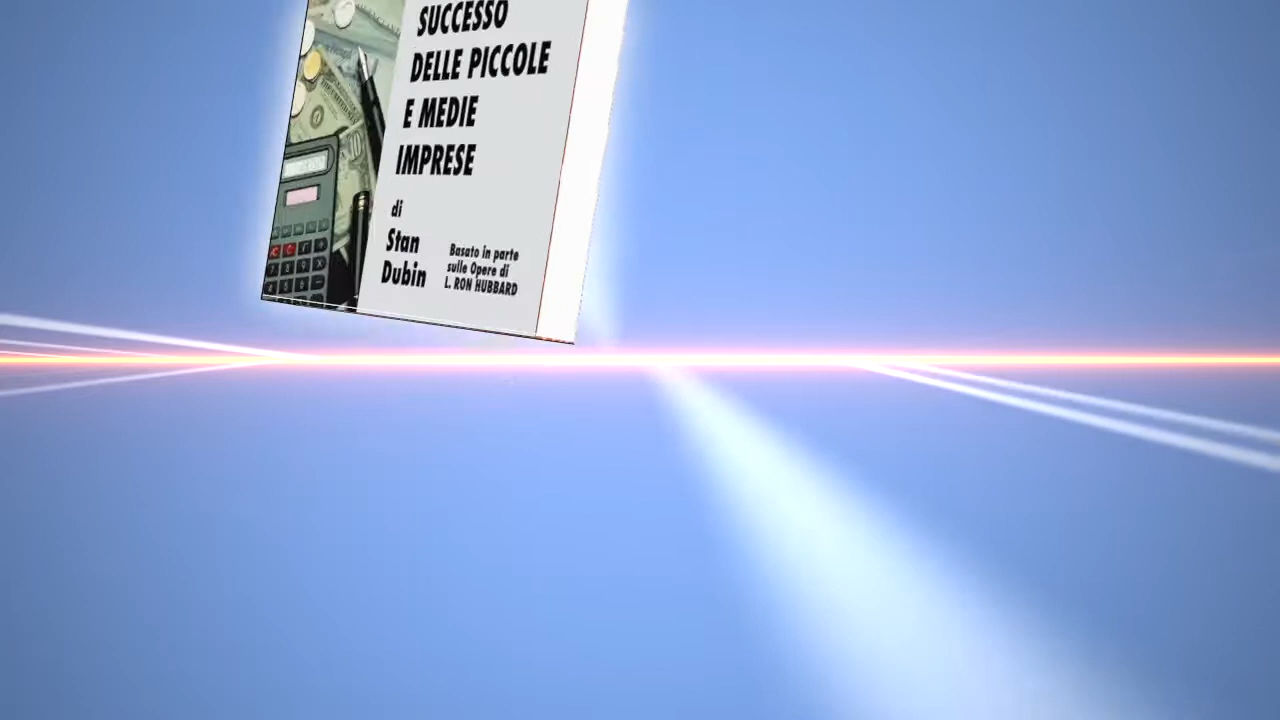 SUCCESSO
DELLE PICCOLE
E MEDIE
IMPRESE
di
Stan
Dubin
Basato in parte
sulle Opere di
L. RON HUBBARD